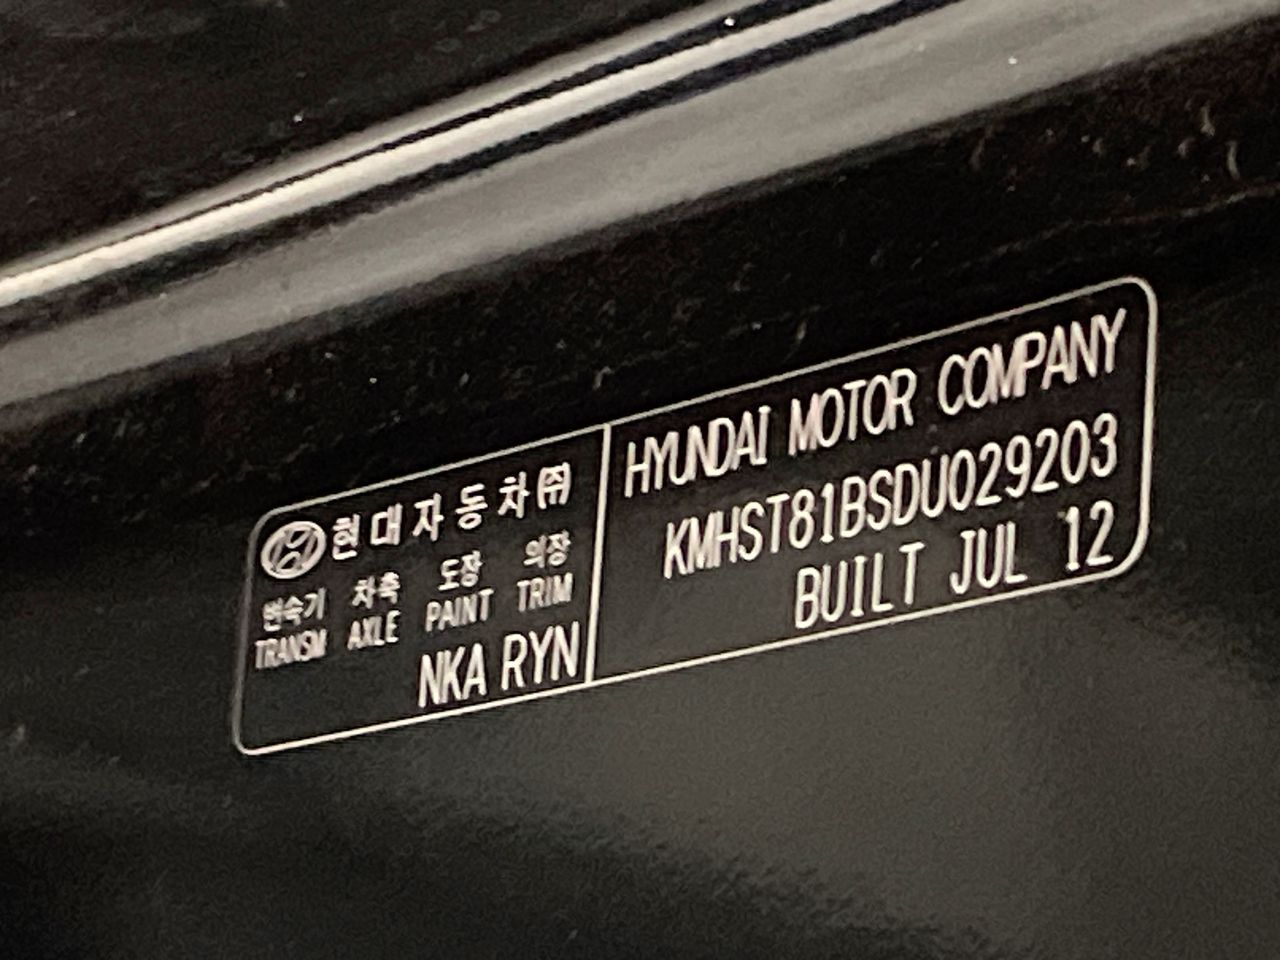 현대자동차㈜
변속기 차축 도장 의장
TRANSM AXLE PAINT TRIM
NKA RYN
HYUNDAI MOTOR COMPANY
KMHST81BSDU029203
BUILT JUL 12